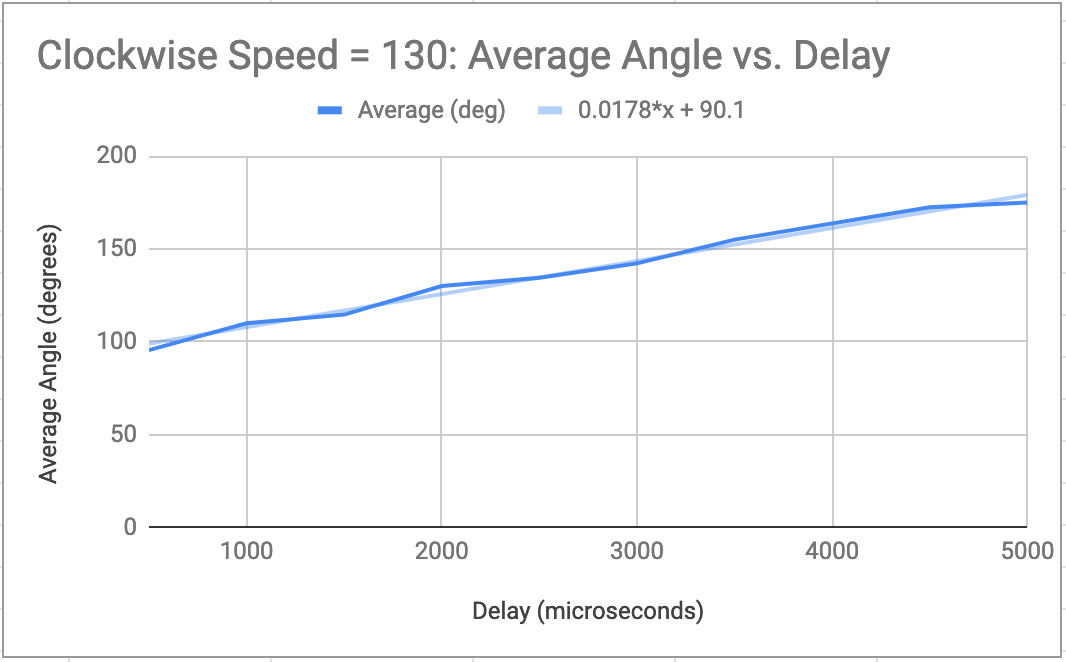 Clockwise Speed = 130: Average Angle vs. Delay
Average (deg) 0.0178*x + 90.1
200
150
100
50
0
Average Angle (degrees)
1000 2000 3000 4000 5000
Delay (microseconds)